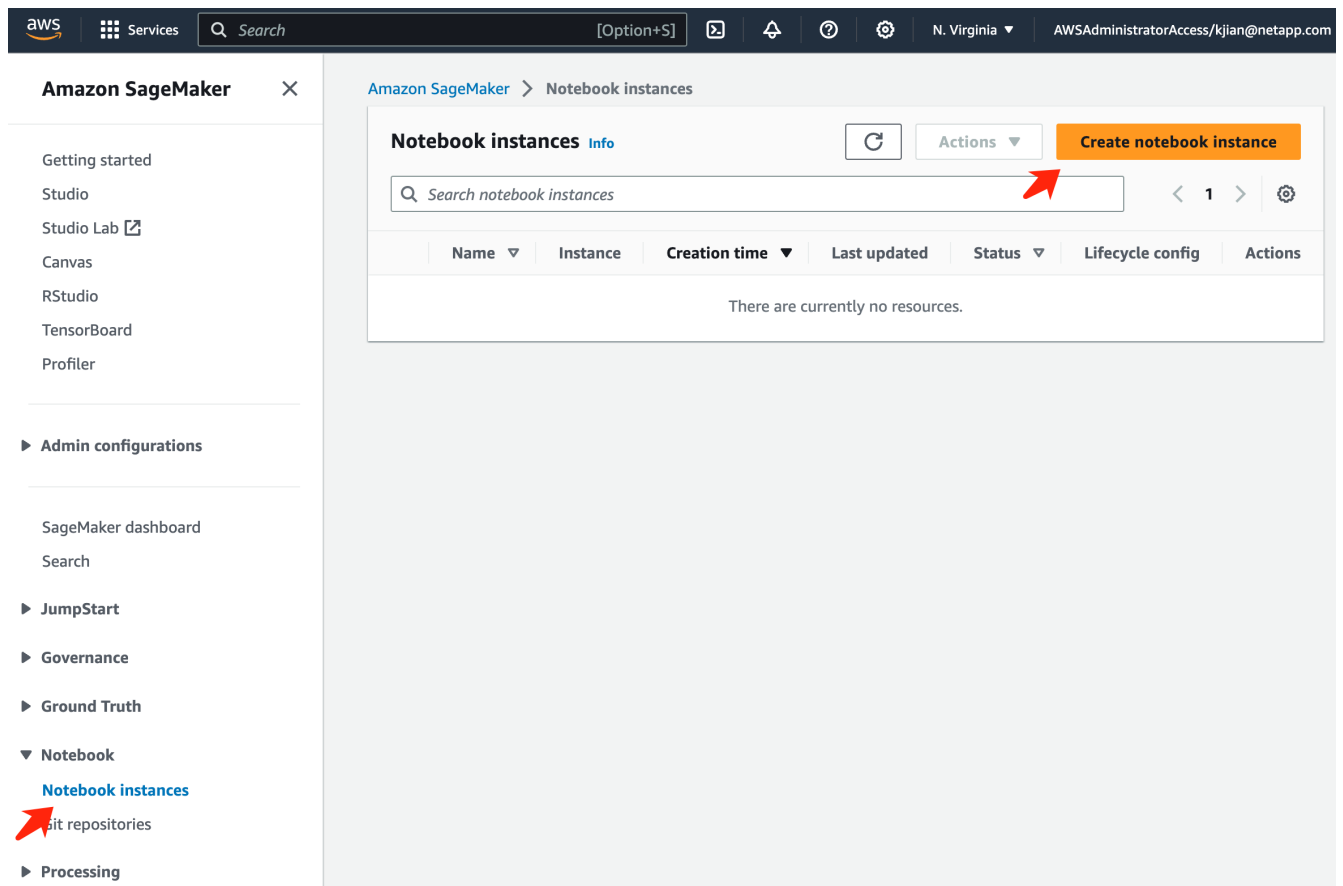 aws Services Search [Option+S] N. Virginia AWSAdministratorAccess/kjian@netapp.com
Amazon SageMaker
Getting started
Studio
Studio Lab
Canvas
RStudio
TensorBoard
Profiler
Admin configurations
SageMaker dashboard
Search
JumpStart
Governance
Ground Truth
Notebook
Notebook instances
Git repositories
Processing
Amazon SageMaker Notebook instances
Notebook instances Info Actions Create notebook instance
Search notebook instances 1
Name Instance Creation time Last updated Status Lifecycle config Actions
There are currently no resources.